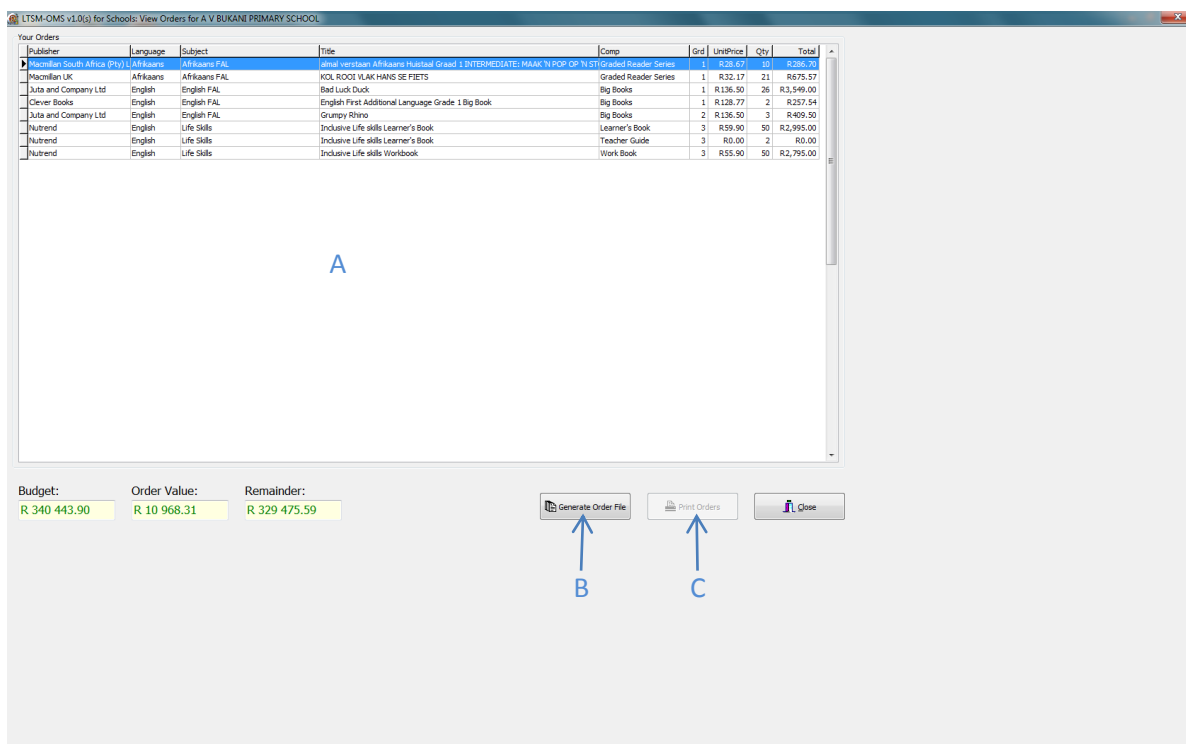 LTSM-OMS v1.0(s) for Schools: View Orders for A V BUKANI PRIMARY SCHOOL
Your Orders
Publisher Language Subject Title Comp Grd UnitPrice Qty Total
Macmillan South Africa (Pty) L Afrikaans Afrikaans FAL almal verstaan Afrikaans Huistaal Graad 1 INTERMEDIATE: MAAK 'N POP OP 'N ST Graded Reader Series 1 R28.67 10 R286.70
Macmillan UK Afrikaans Afrikaans FAL KOL ROOI VLAK HANS SE FIETS Graded Reader Series 1 R32.17 21 R675.57
Juta and Company Ltd English English FAL Bad Luck Duck Big Books 1 R136.50 26 R3,549.00
Clever Books English English FAL English First Additional Language Grade 1 Big Book Big Books 1 R128.77 2 R257.54
Juta and Company Ltd English English FAL Grumpy Rhino Big Books 2 R136.50 3 R409.50
Nutrend English Life Skills Inclusive Life skills Learner's Book Learner's Book 3 R59.90 50 R2,995.00
Nutrend English Life Skills Inclusive Life skills Learner's Book Teacher Guide 3 R0.00 2 R0.00
Nutrend English Life Skills Inclusive Life skills Workbook Work Book 3 R55.90 50 R2,795.00
A
Budget: Order Value: Remainder:
R 340 443.90 R 10 968.31 R 329 475.59
Generate Order File Print Orders Close
B C